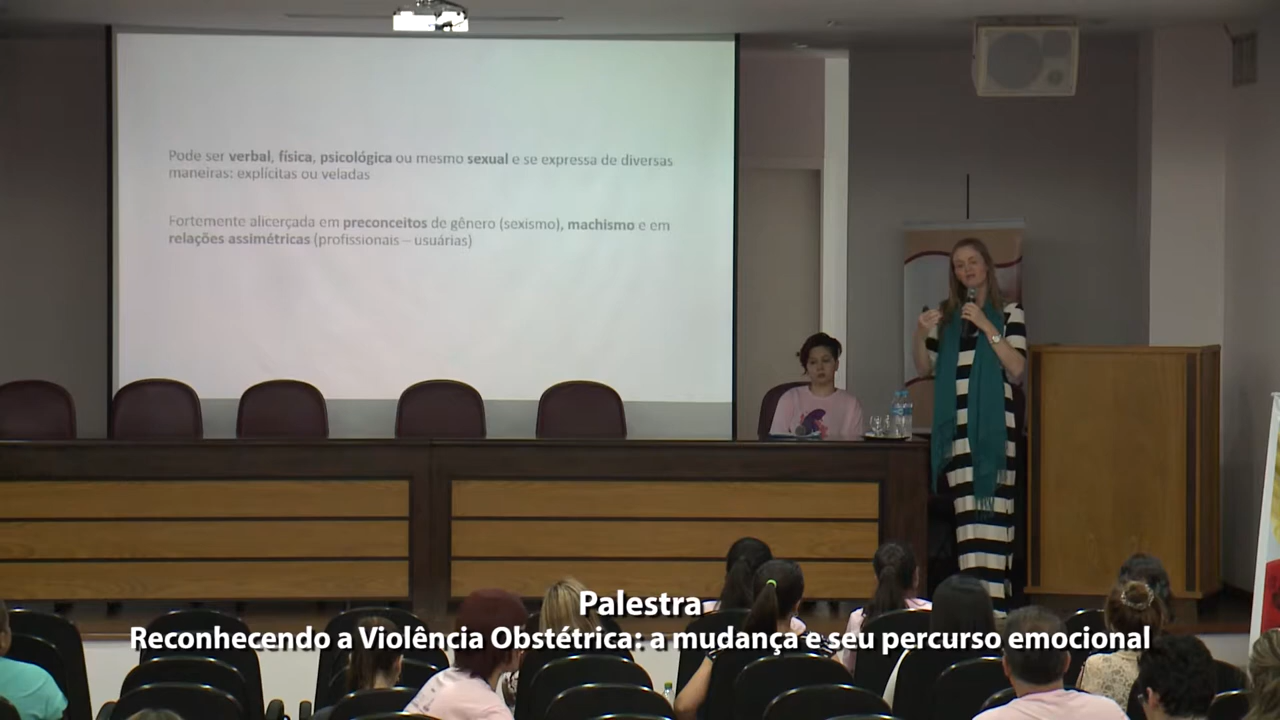 Pode ser verbal, física, psicológica ou mesmo sexual e se expressa de diversas
maneiras: explícitas ou veladas
Fortemente alicerçada em preconceitos de gênero (sexismo), machismo e em
relações assimétricas (profissionais – usuárias)
Palestra
Reconhecendo a Violência Obstétrica: a mudança e seu percurso emocional